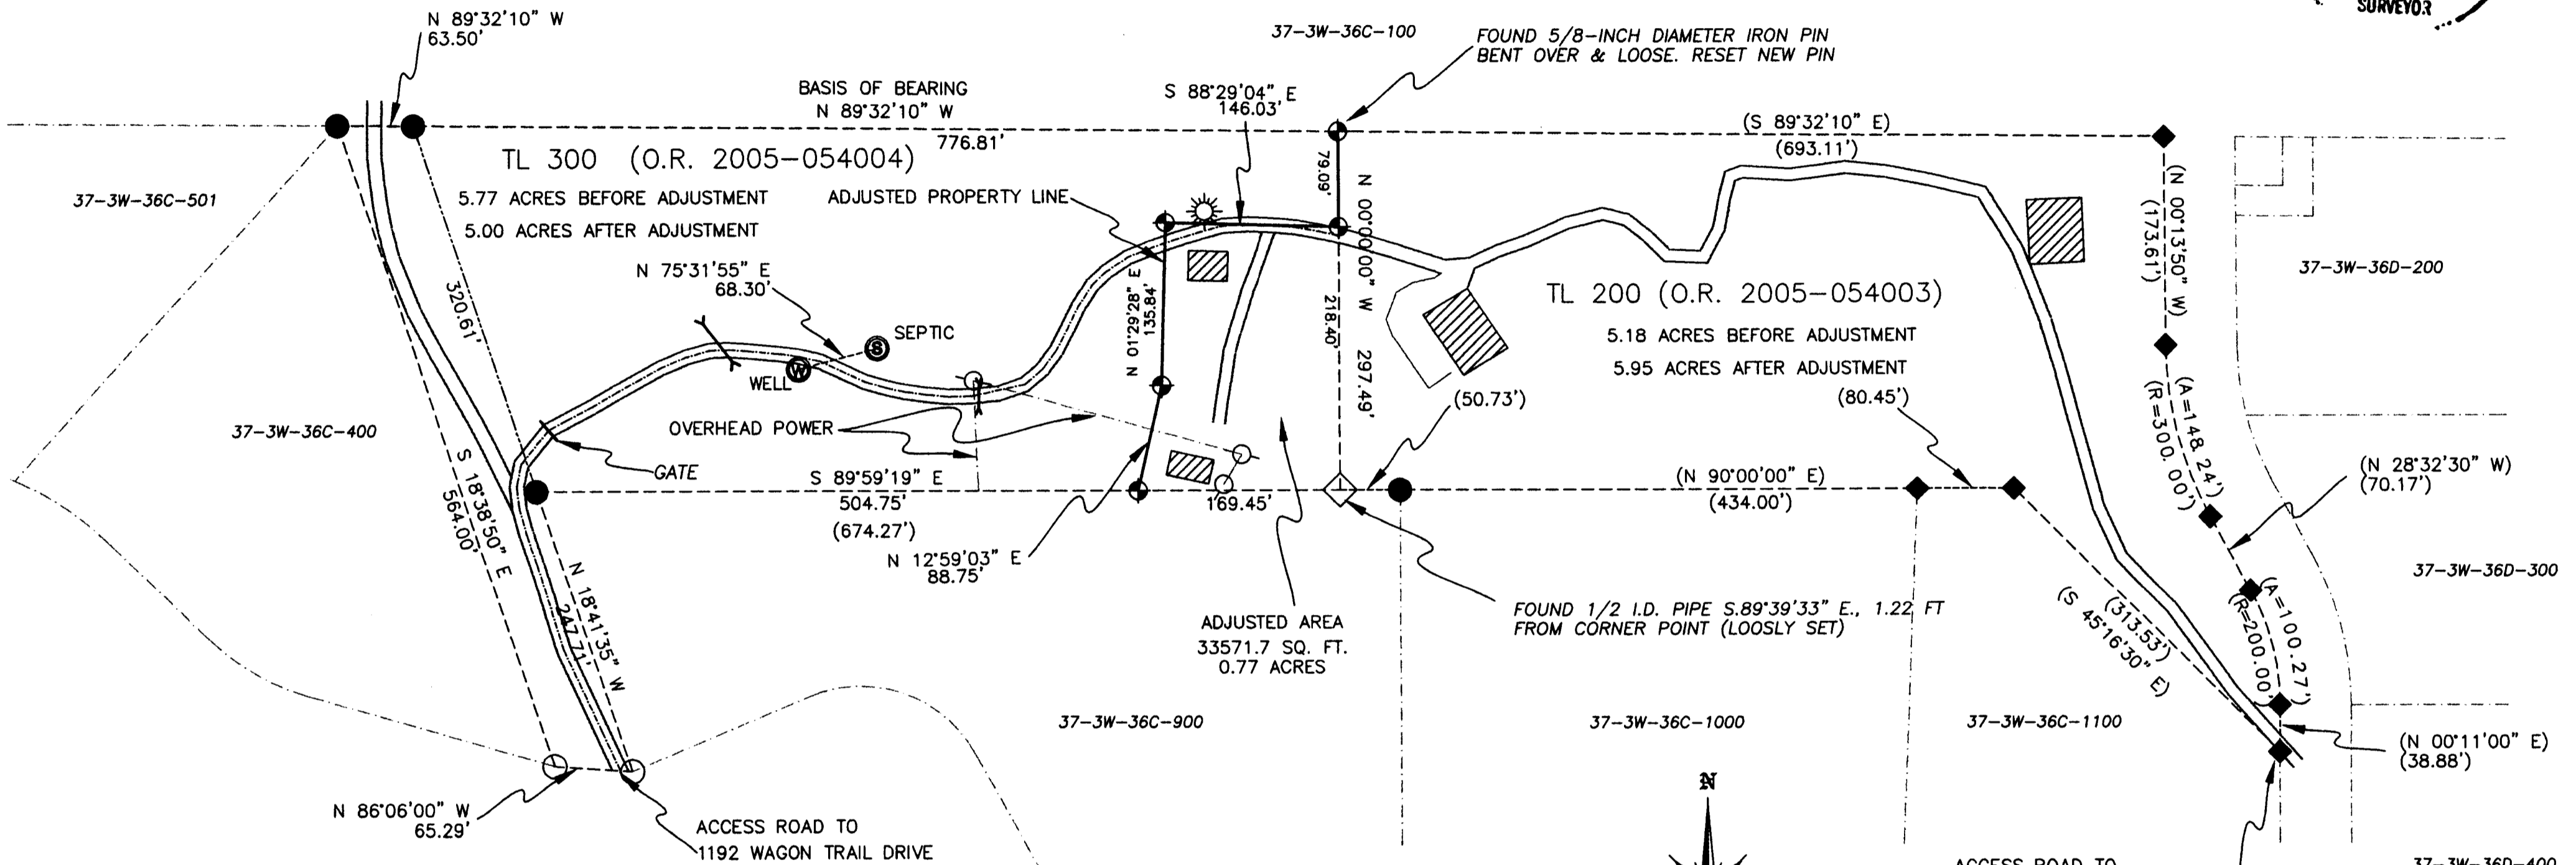 SURVEYOR
N 89°32'10" W
63.50'
37-3W-36C-100
FOUND 5/8-INCH DIAMETER IRON PIN
BENT OVER & LOOSE. RESET NEW PIN
BASIS OF BEARING
N 89°32'10" W
776.81'
S 88°29'04" E
146.03'
(S 89°32'10" E)
(693.11')
TL 300 (O.R. 2005-054004)
5.77 ACRES BEFORE ADJUSTMENT
5.00 ACRES AFTER ADJUSTMENT
ADJUSTED PROPERTY LINE
79.09'
N 00°00'00" W 297.49'
218.40'
37-3W-36C-501
N 75°31'55" E
68.30'
320.61'
SEPTIC
S
W
WELL
N 01°29'28" E
135.84'
TL 200 (O.R. 2005-054003)
5.18 ACRES BEFORE ADJUSTMENT
5.95 ACRES AFTER ADJUSTMENT
(N 00°13'50" W)
(173.61')
37-3W-36D-200
(A=148.24')
(R=300.00')
(50.73')
(80.45')
37-3W-36C-400
OVERHEAD POWER
GATE
S 18°38'50" E
564.00'
S 89°59'19" E
504.75'
(674.27')
169.45'
(N 90°00'00" E)
(434.00')
(N 28°32'30" W)
(70.17')
N 12°59'03" E
88.75'
37-3W-36D-300
N 18°41'35" W
247.71'
ADJUSTED AREA
33571.7 SQ. FT.
0.77 ACRES
FOUND 1/2 I.D. PIPE S.89°39'33" E., 1.22 FT
FROM CORNER POINT (LOOSLY SET)
(313.53')
(S 45°16'30" E)
(A=100.27')
(R=200.00')
37-3W-36C-900
37-3W-36C-1000
37-3W-36C-1100
(N 00°11'00" E)
(38.88')
N
N 86°06'00" W
65.29'
ACCESS ROAD TO
1192 WAGON TRAIL DRIVE
ACCESS ROAD TO
37-3W-36D-400